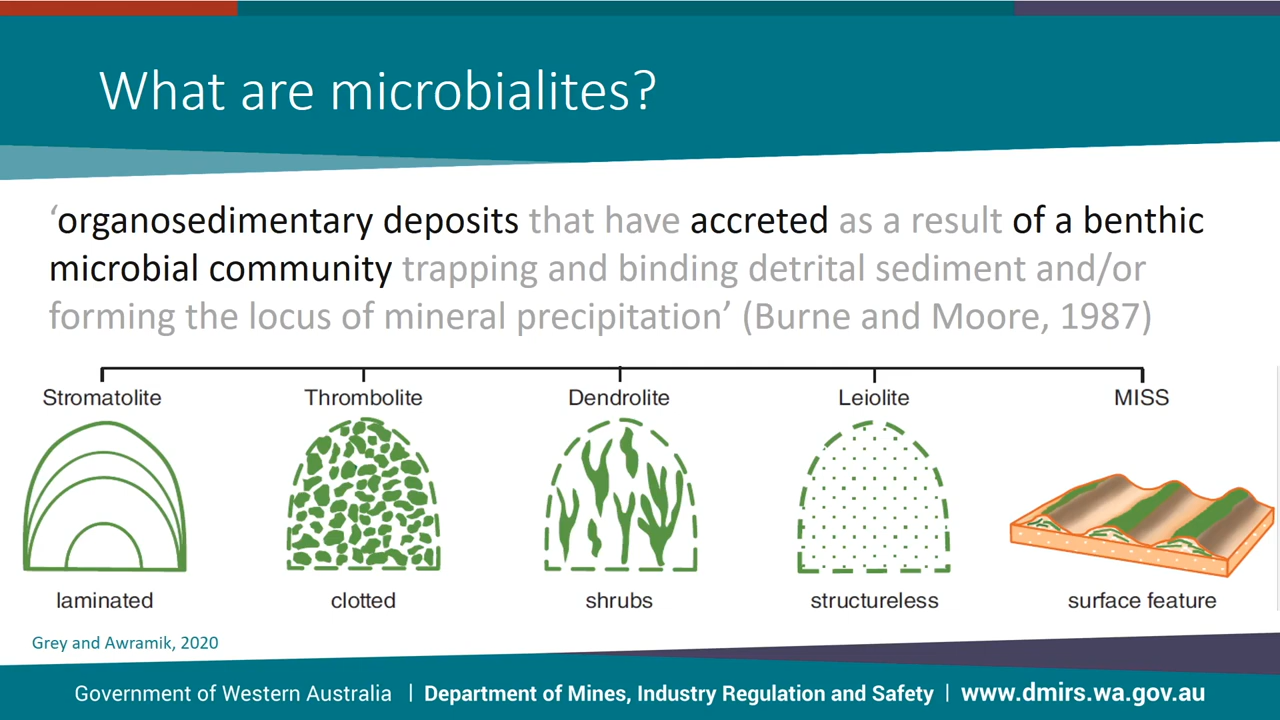 What are microbialites?
‘organosedimentary deposits that have accreted as a result of a benthic
microbial community trapping and binding detrital sediment and/or
forming the locus of mineral precipitation’ (Burne and Moore, 1987)
Stromatolite Thrombolite Dendrolite Leiolite MISS
laminated clotted shrubs structureless surface feature
Grey and Awramik, 2020
Government of Western Australia | Department of Mines, Industry Regulation and Safety | www.dmirs.wa.gov.au